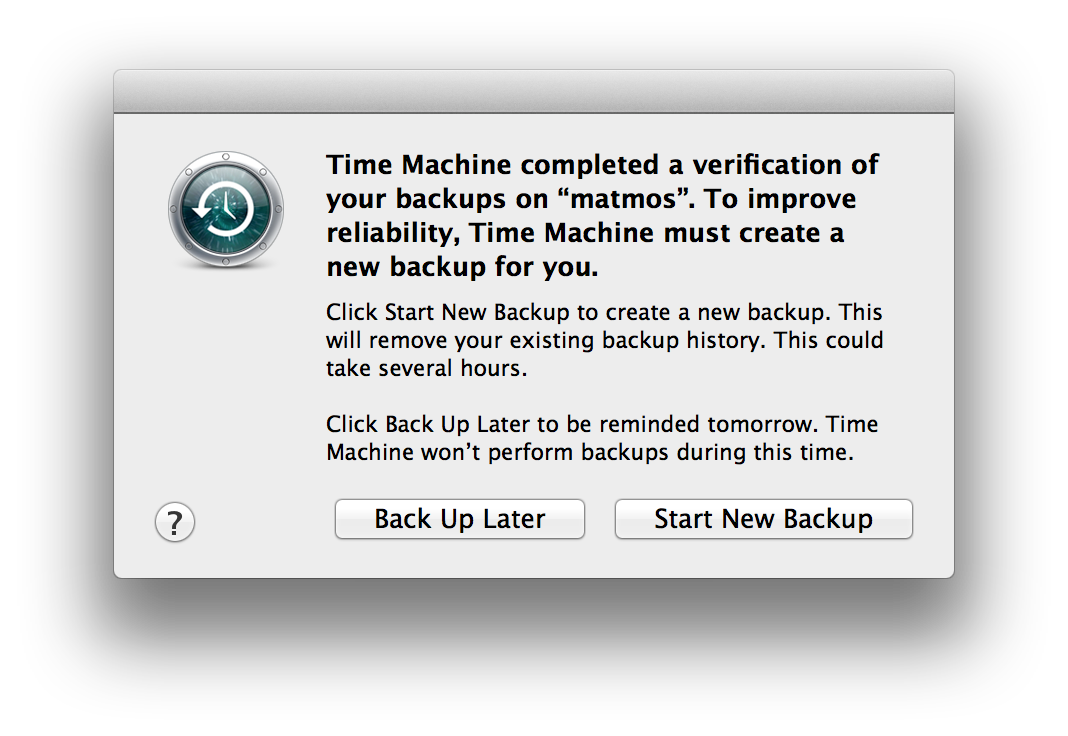 Time Machine completed a verification of
your backups on “matmos”. To improve
reliability, Time Machine must create a
new backup for you.
Click Start New Backup to create a new backup. This
will remove your existing backup history. This could
take several hours.
Click Back Up Later to be reminded tomorrow. Time
Machine won’t perform backups during this time.
?
Back Up Later
Start New Backup